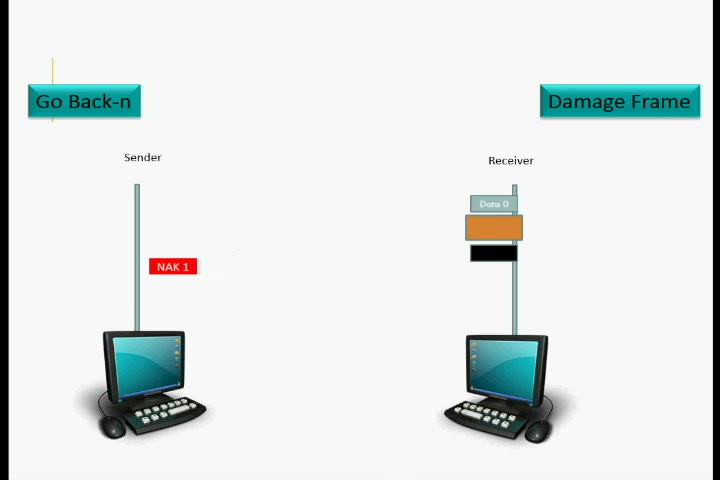 Go Back-n
Damage Frame
Sender
Receiver
Data 0
NAK 1